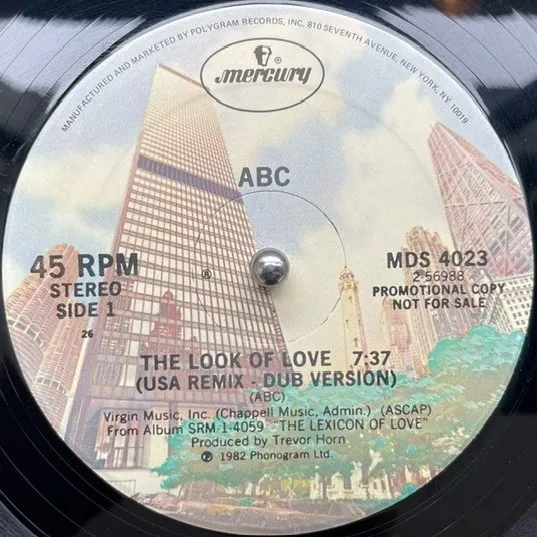 MANUFACTURED AND MARKETED BY POLYGRAM RECORDS, INC. 810 SEVENTH AVENUE, NEW YORK, NY. 10019
mercury ®
ABC
45 RPM
STEREO
SIDE 1
26
®
MDS 4023
2-56988
PROMOTIONAL COPY
NOT FOR SALE
THE LOOK OF LOVE 7:37
(USA REMIX - DUB VERSION)
(ABC)
Virgin Music, Inc. (Chappell Music, Admin.) (ASCAP)
From Album SRM-1-4059 "THE LEXICON OF LOVE"
Produced by Trevor Horn
℗ 1982 Phonogram Ltd.